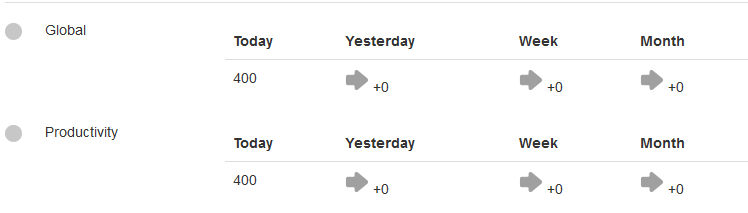 Global
Today Yesterday Week Month
400 +0 +0 +0
Productivity
Today Yesterday Week Month
400 +0 +0 +0